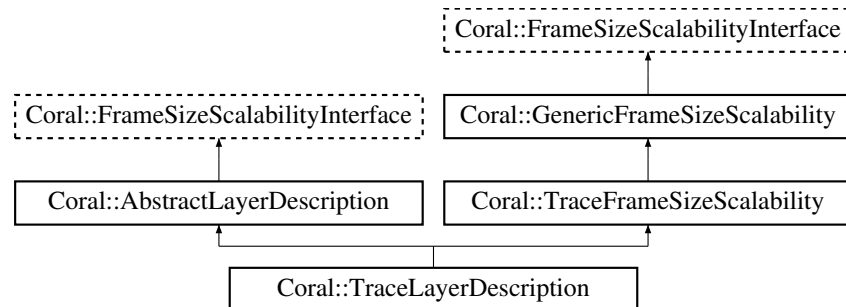 Coral::FrameSizeScalabilityInterface
Coral::FrameSizeScalabilityInterface
Coral::GenericFrameSizeScalability
Coral::AbstractLayerDescription
Coral::TraceFrameSizeScalability
Coral::TraceLayerDescription